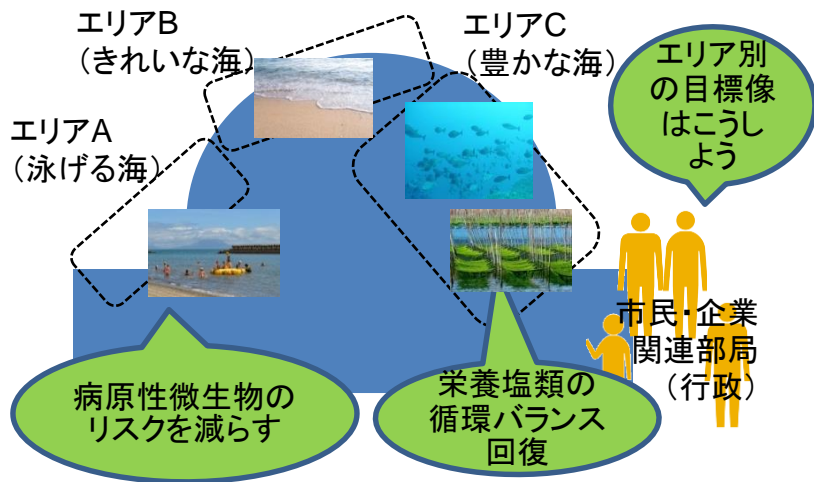 エリアB
(きれいな海)
エリアC
(豊かな海)
エリア別
の目標像
はこうし
よう
エリアA
(泳げる海)
市民・企業
関連部局
(行政)
病原性微生物の
リスクを減らす
栄養塩類の
循環バランス
回復